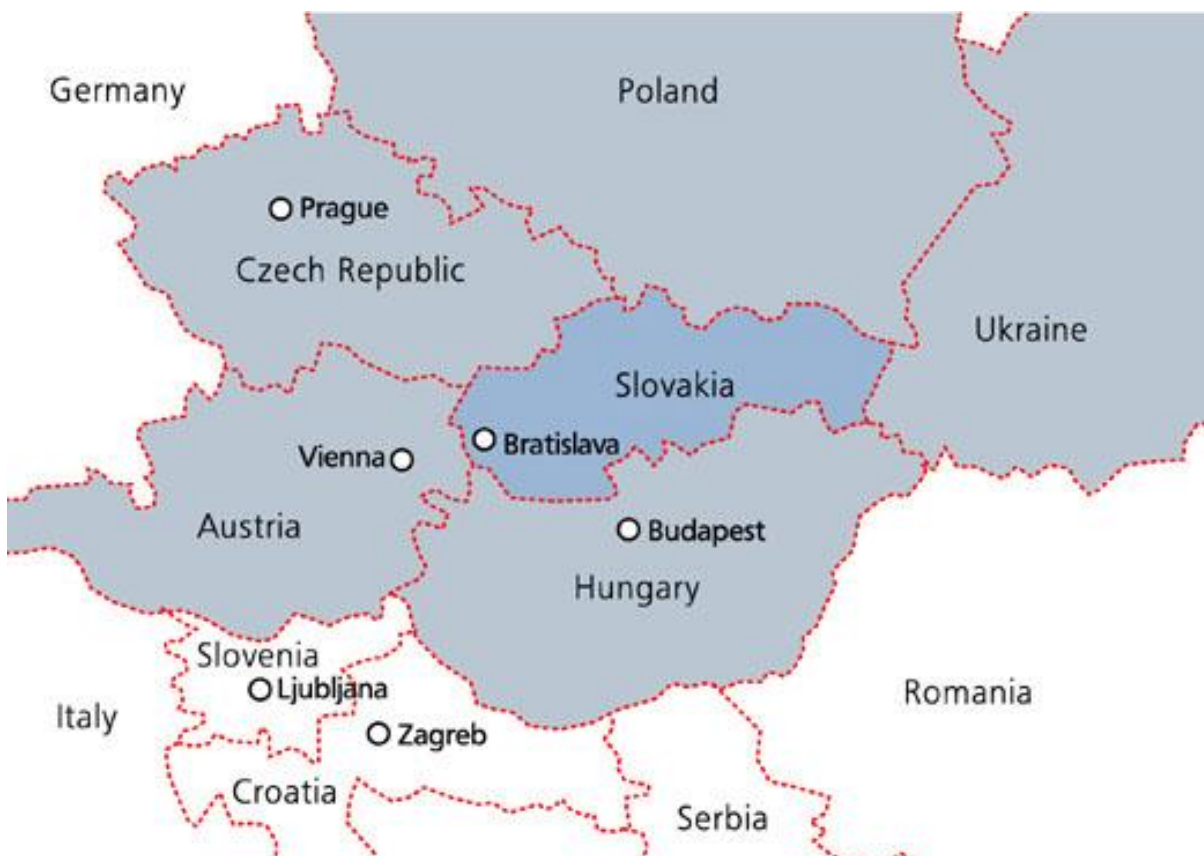 Germany
Poland
Prague
Czech Republic
Ukraine
Slovakia
Bratislava
Vienna
Austria
Budapest
Hungary
Slovenia
Ljubljana
Romania
Italy
Zagreb
Croatia
Serbia